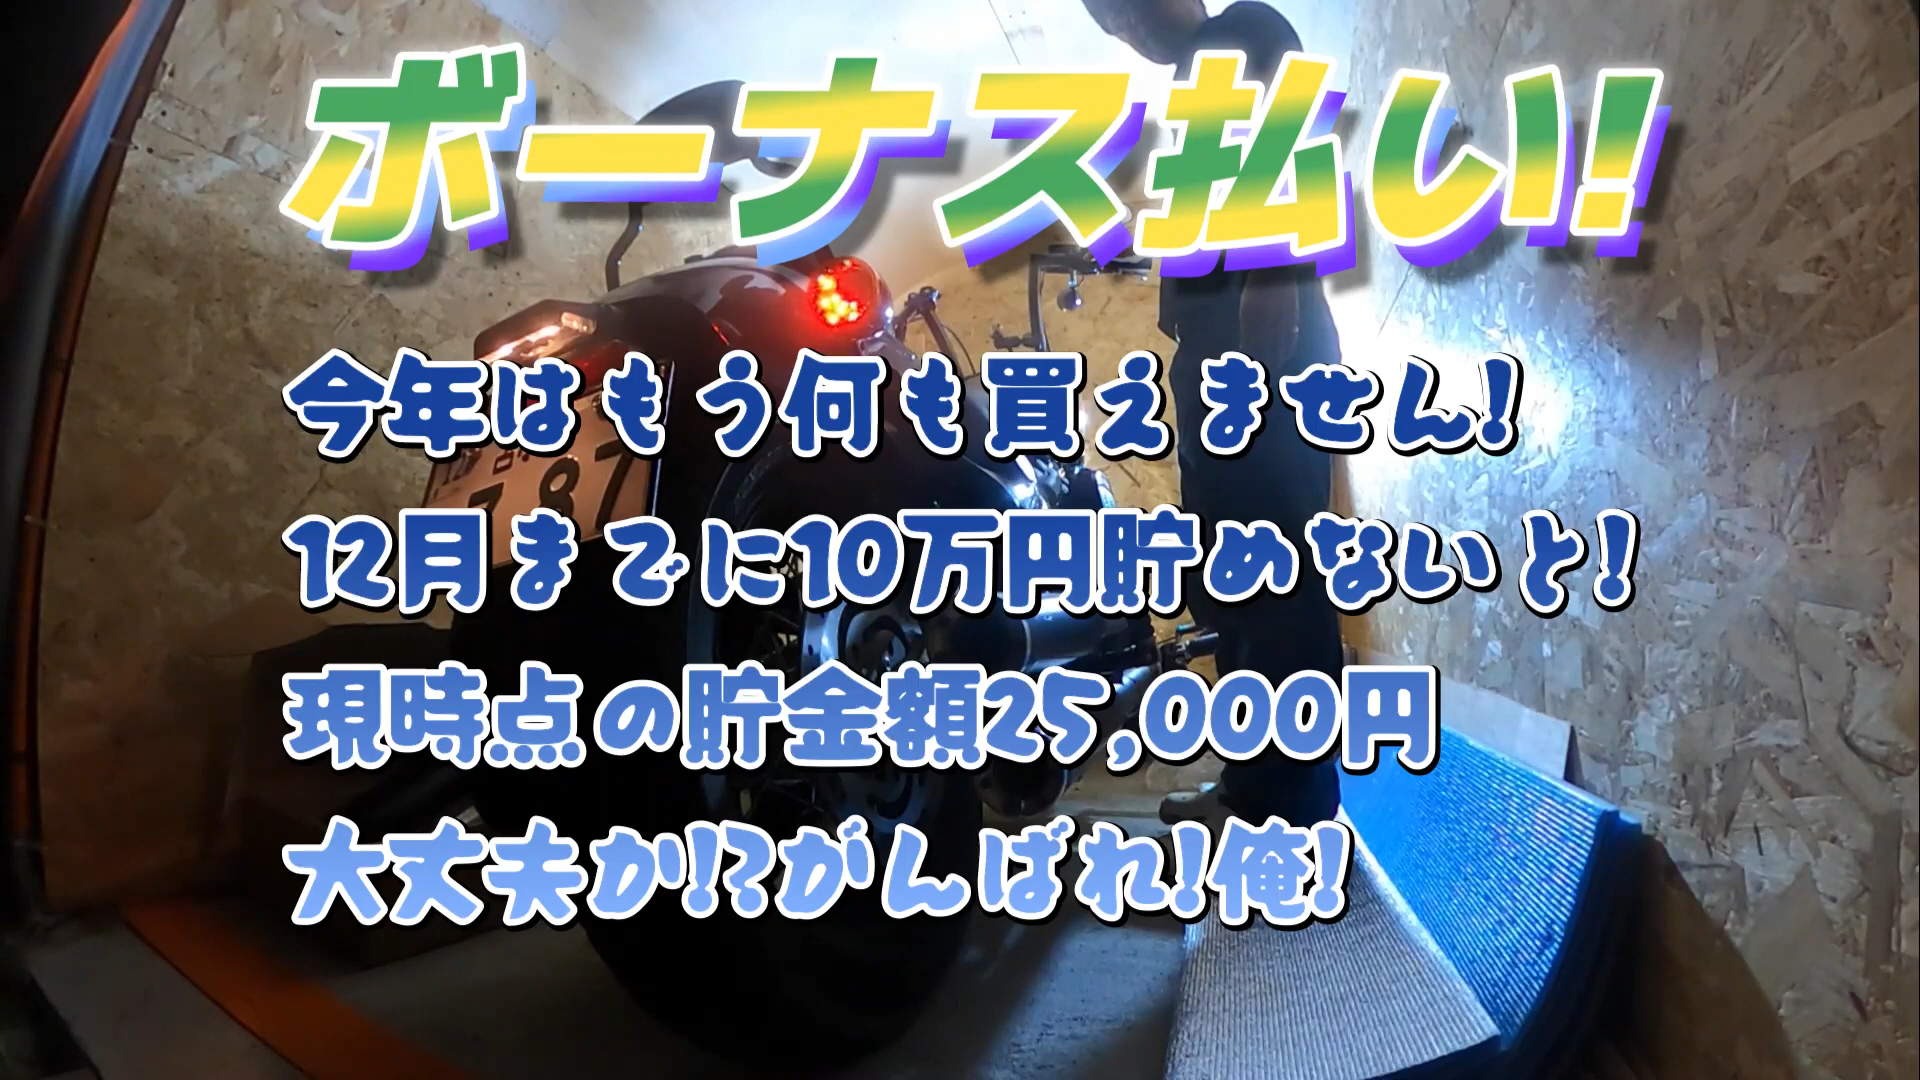 ボーナス払い!
今年はもう何も買えません!
12月までに10万円貯めないと!
現時点の貯金額25,000円
大丈夫か!?がんばれ!俺!
87